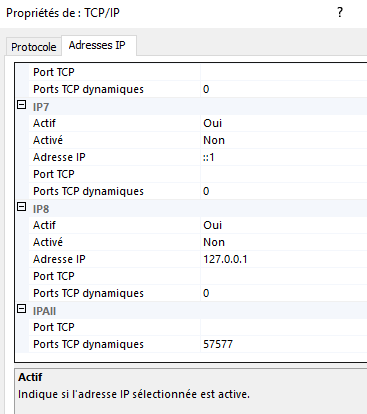 Propriétés de : TCP/IP ?
Protocole Adresses IP
Port TCP
Ports TCP dynamiques 0
IP7
Actif Oui
Activé Non
Adresse IP ::1
Port TCP
Ports TCP dynamiques 0
IP8
Actif Oui
Activé Non
Adresse IP 127.0.0.1
Port TCP
Ports TCP dynamiques 0
IPAll
Port TCP
Ports TCP dynamiques 57577
Actif
Indique si l'adresse IP sélectionnée est active.